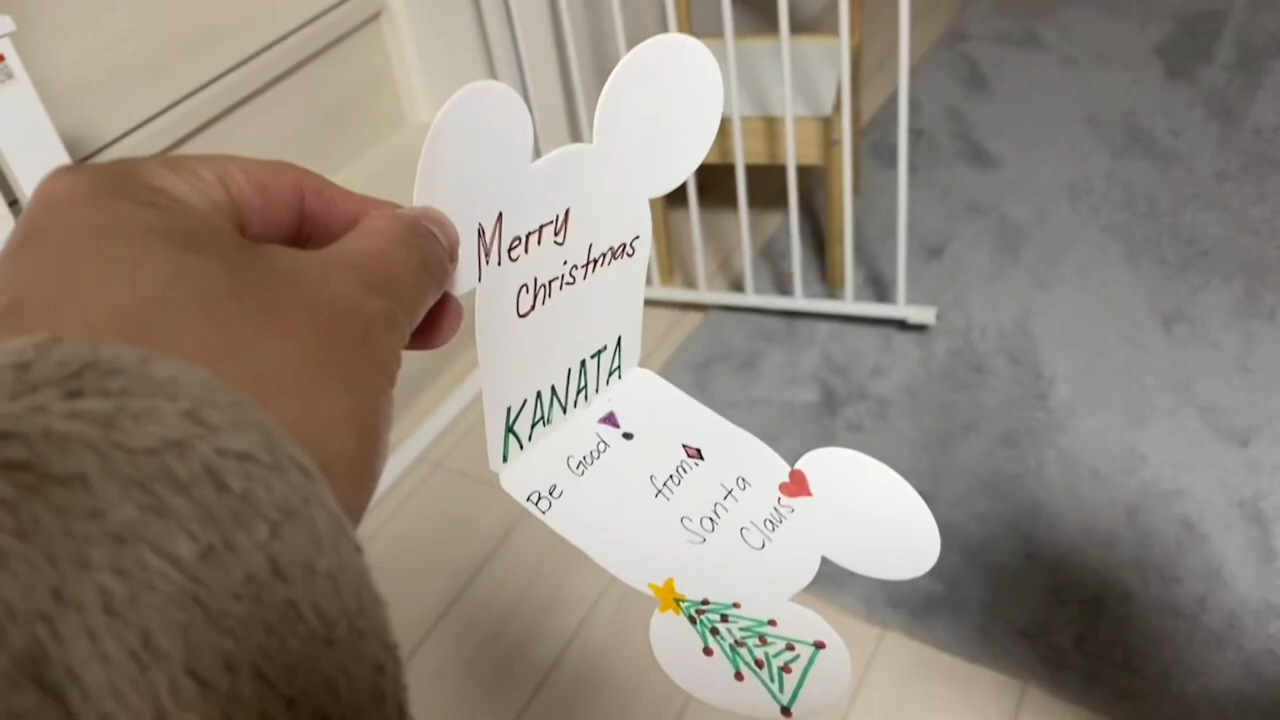 Merry
Christmas
KANATA
Be Good!
from.
Santa
Claus